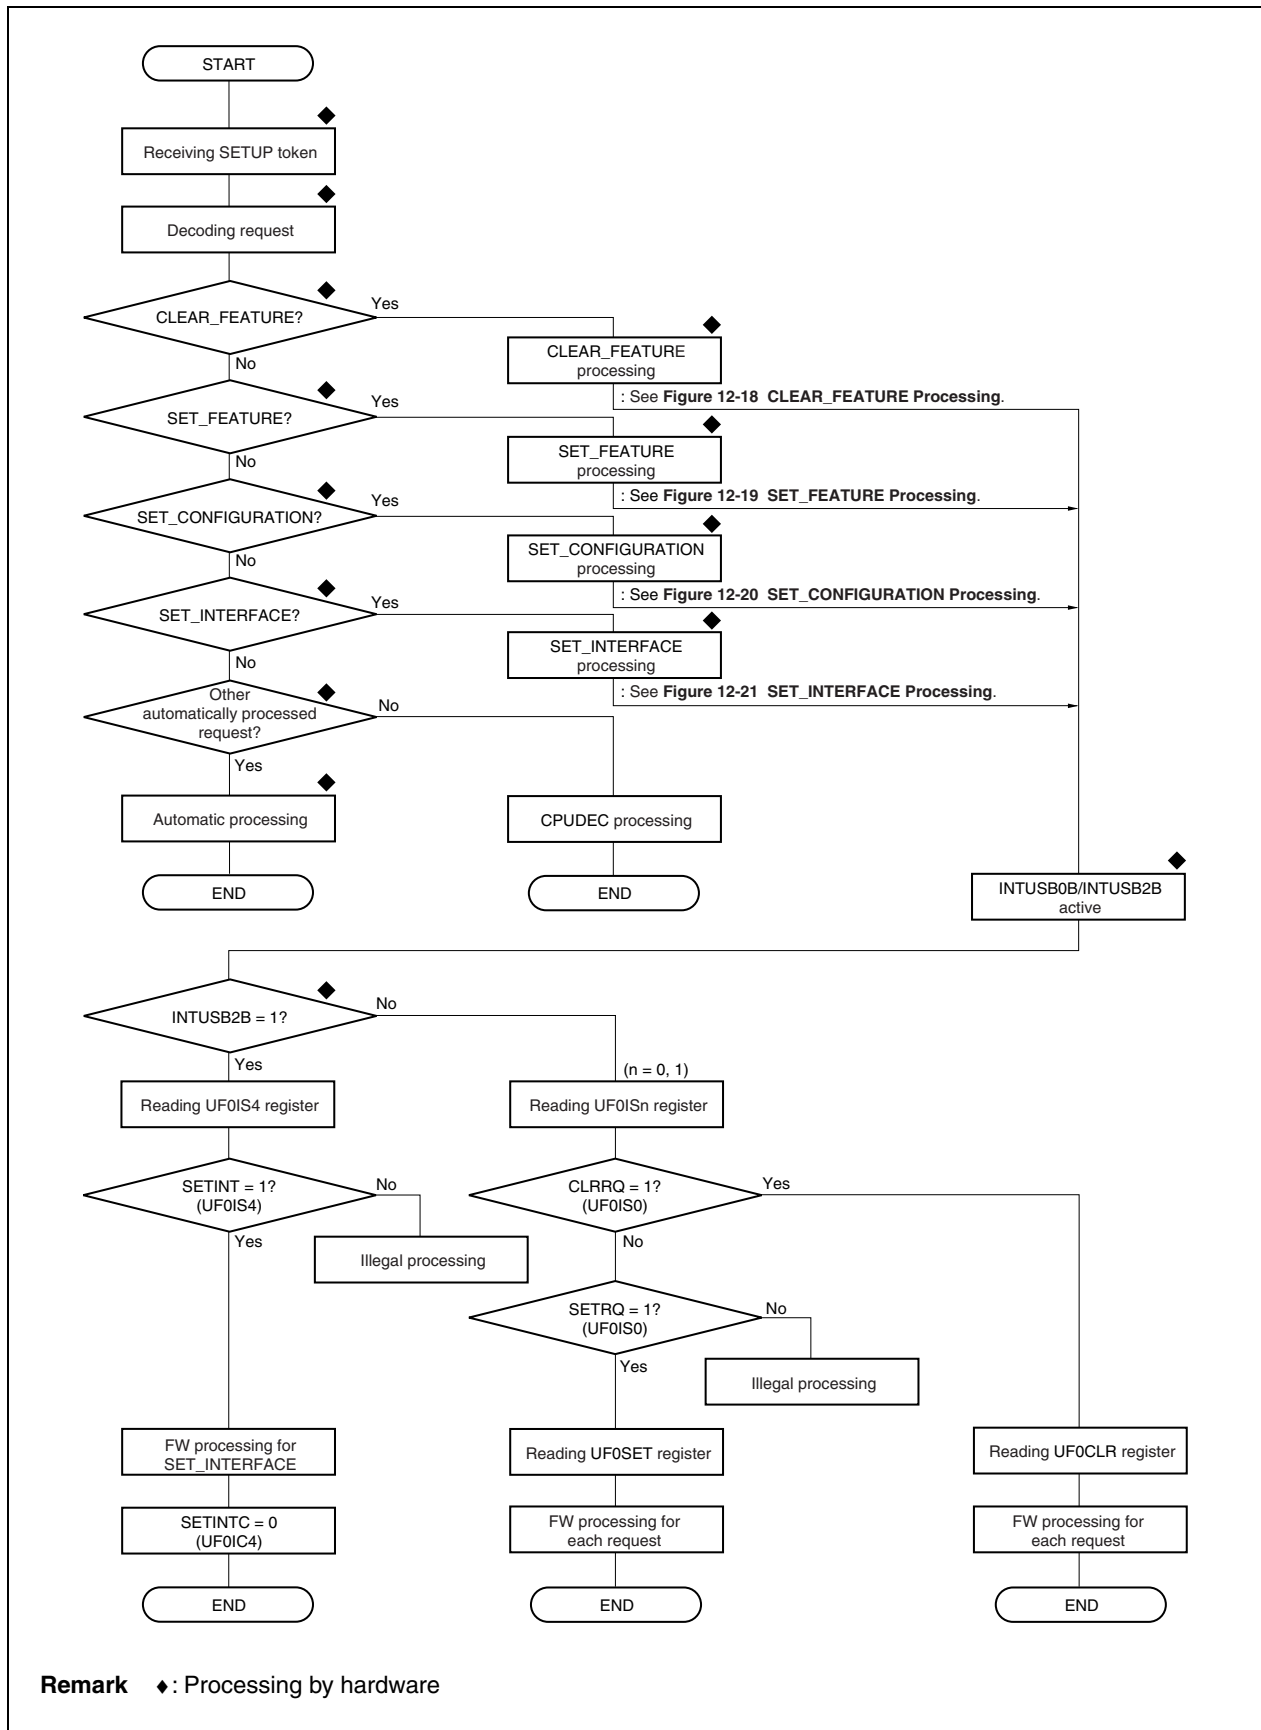 START
Receiving SETUP token
Decoding request
CLEAR_FEATURE?
Yes
No
CLEAR_FEATURE
processing
: See Figure 12-18 CLEAR_FEATURE Processing.
SET_FEATURE?
Yes
No
SET_FEATURE
processing
: See Figure 12-19 SET_FEATURE Processing.
SET_CONFIGURATION?
Yes
No
SET_CONFIGURATION
processing
: See Figure 12-20 SET_CONFIGURATION Processing.
SET_INTERFACE?
Yes
No
SET_INTERFACE
processing
: See Figure 12-21 SET_INTERFACE Processing.
Other
automatically processed
request?
No
Yes
Automatic processing
CPUDEC processing
END
END
INTUSB0B/INTUSB2B
active
INTUSB2B = 1?
No
Yes
(n = 0, 1)
Reading UF0IS4 register
Reading UF0ISn register
SETINT = 1?
(UF0IS4)
No
Yes
Illegal processing
CLRRQ = 1?
(UF0IS0)
Yes
No
SETRQ = 1?
(UF0IS0)
No
Yes
Illegal processing
FW processing for
SET_INTERFACE
Reading UF0SET register
Reading UF0CLR register
SETINTC = 0
(UF0IC4)
FW processing for
each request
FW processing for
each request
END
END
END
Remark ♦: Processing by hardware